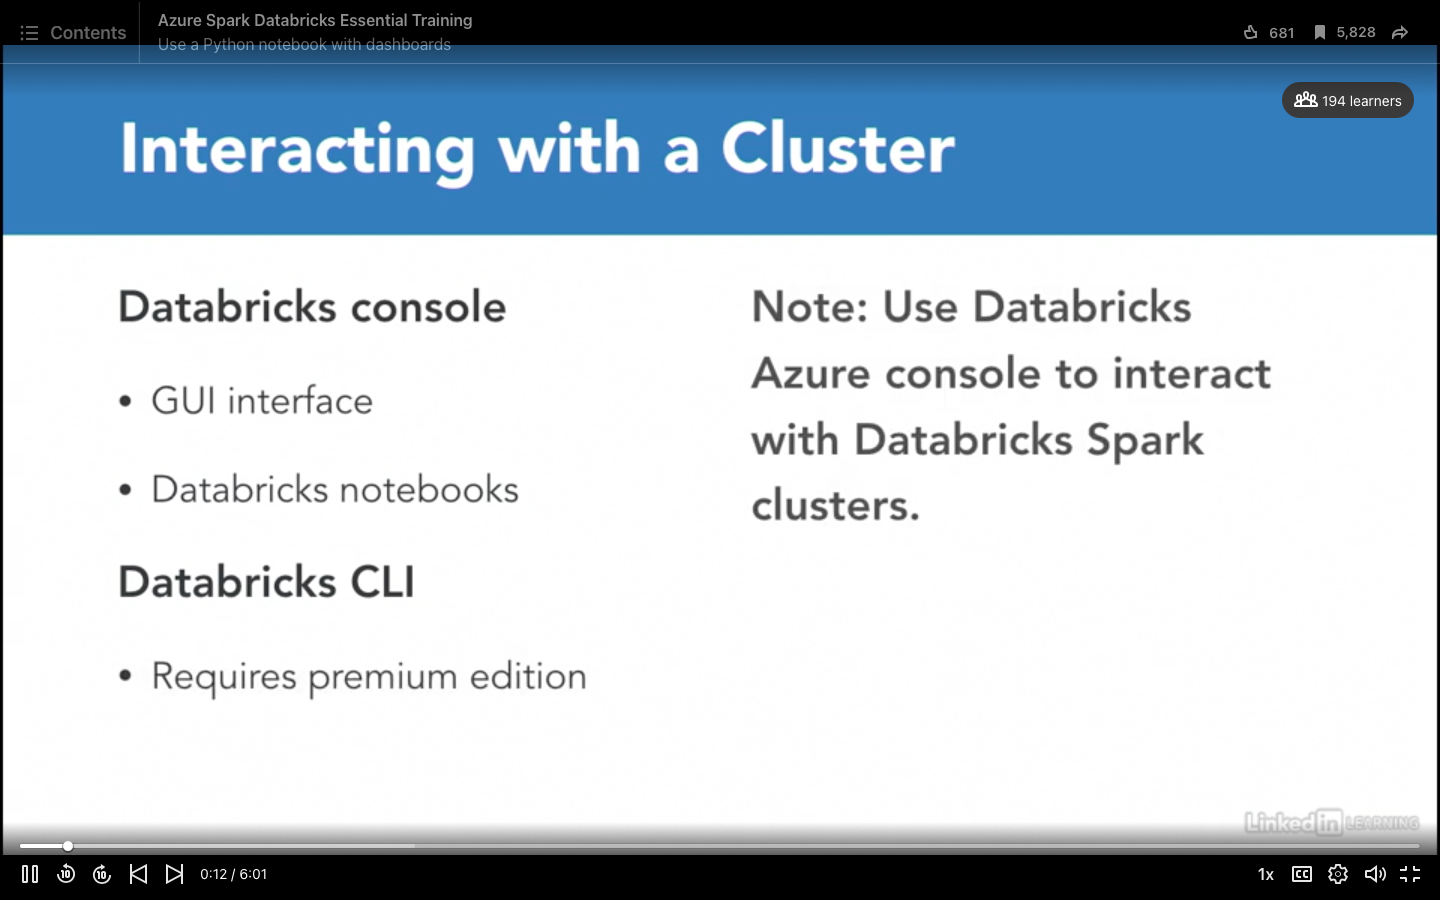 Contents
Azure Spark Databricks Essential Training
Use a Python notebook with dashboards
681
5,828
194 learners
Interacting with a Cluster
Databricks console
• GUI interface
• Databricks notebooks
Databricks CLI
• Requires premium edition
Note: Use Databricks
Azure console to interact
with Databricks Spark
clusters.
LinkedIn LEARNING
10
10
0:12 / 6:01
1x
CC